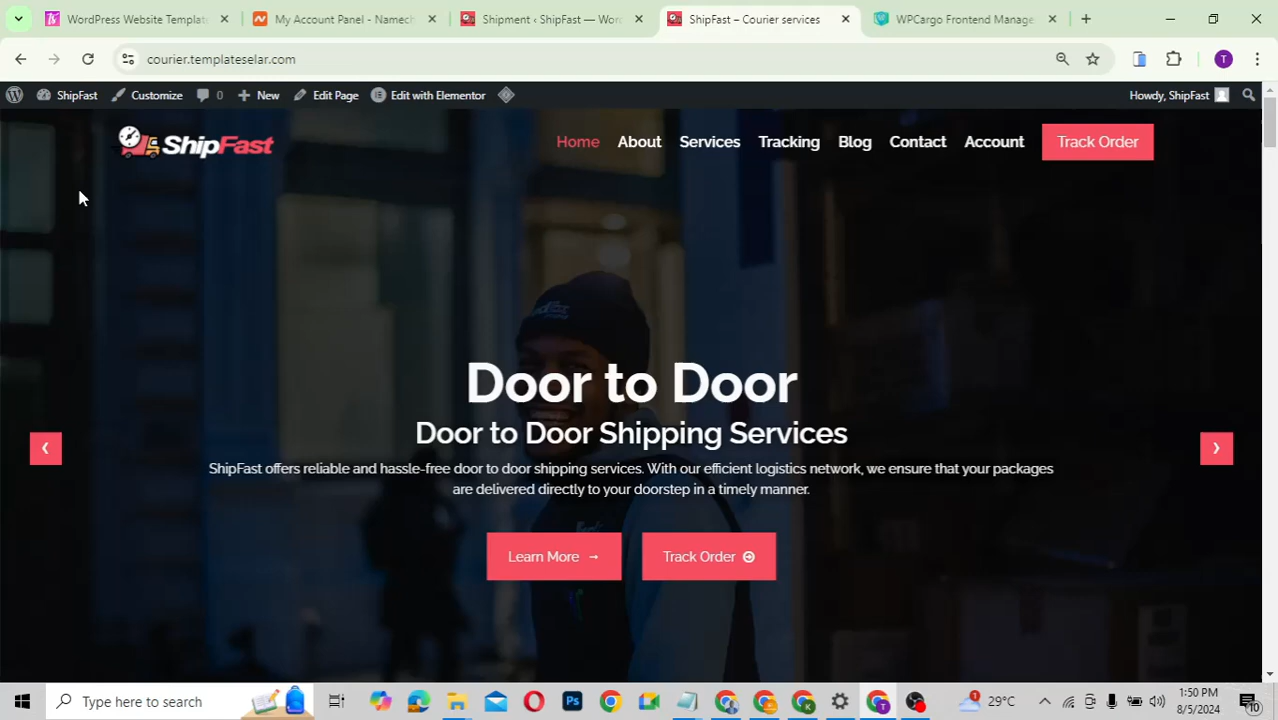 WordPress Website Templat
My Account Panel - Namech
Shipment ‹ ShipFast — Wor
ShipFast – Courier services
WPCargo Frontend Manage
courier.templateselar.com
T
ShipFast
Customize
0
New
Edit Page
Edit with Elementor
Howdy, ShipFast
ShipFast
Home
About
Services
Tracking
Blog
Contact
Account
Track Order
Door to Door
Door to Door Shipping Services
ShipFast offers reliable and hassle-free door to door shipping services. With our efficient logistics network, we ensure that your packages
are delivered directly to your doorstep in a timely manner.
Learn More →
Track Order
Type here to search
Ps
K
T
1
29°C
1:50 PM
8/5/2024
10